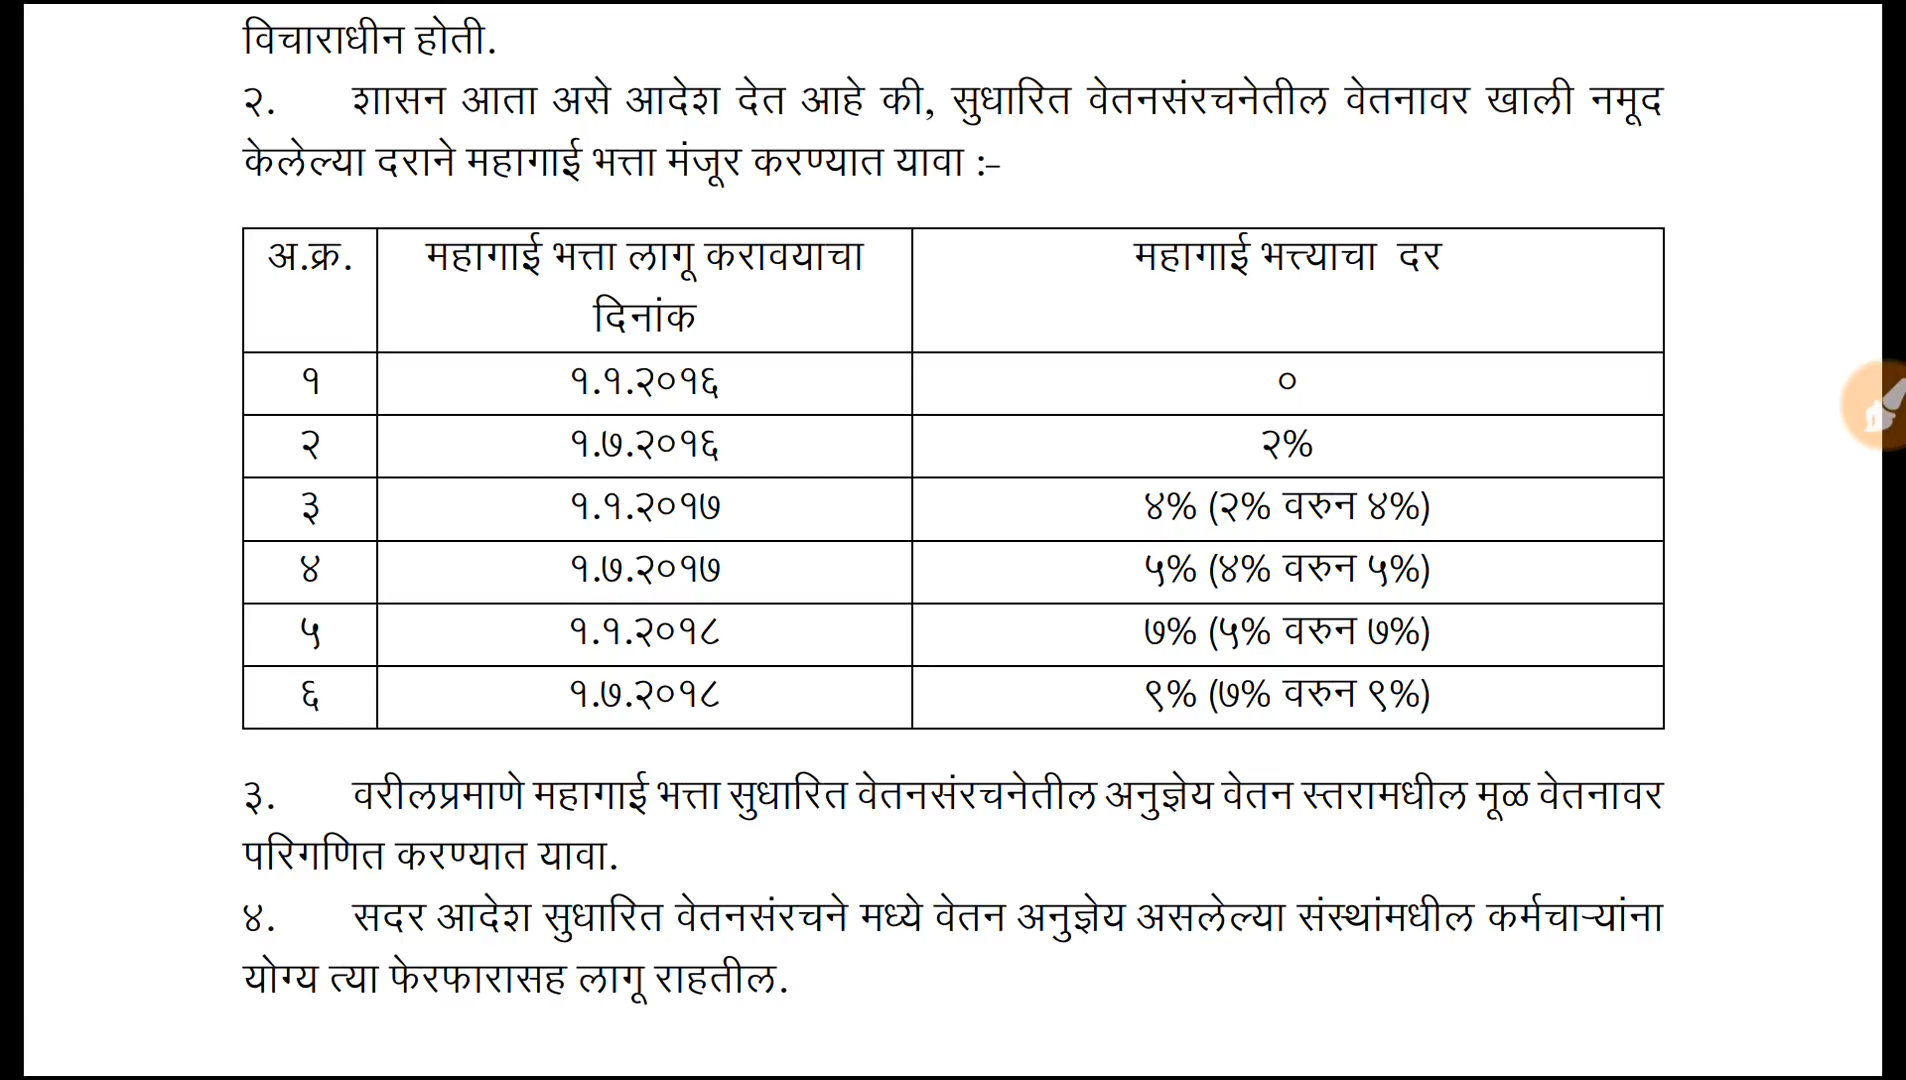 विचाराधीन होती.
२. शासन आता असे आदेश देत आहे की, सुधारित वेतनसंरचनेतील वेतनावर खाली नमूद
केलेल्या दराने महागाई भत्ता मंजूर करण्यात यावा :-
अ.क्र. महागाई भत्ता लागू करावयाचा दिनांक महागाई भत्त्याचा दर
१ १.१.२०१६ ०
२ १.७.२०१६ २%
३ १.१.२०१७ ४% (२% वरुन ४%)
४ १.७.२०१७ ५% (४% वरुन ५%)
५ १.१.२०१८ ७% (५% वरुन ७%)
६ १.७.२०१८ ९% (७% वरुन ९%)
३. वरीलप्रमाणे महागाई भत्ता सुधारित वेतनसंरचनेतील अनुज्ञेय वेतन स्तरामधील मूळ वेतनावर
परिगणित करण्यात यावा.
४. सदर आदेश सुधारित वेतनसंरचने मध्ये वेतन अनुज्ञेय असलेल्या संस्थांमधील कर्मचाऱ्यांना
योग्य त्या फेरफारासह लागू राहतील.